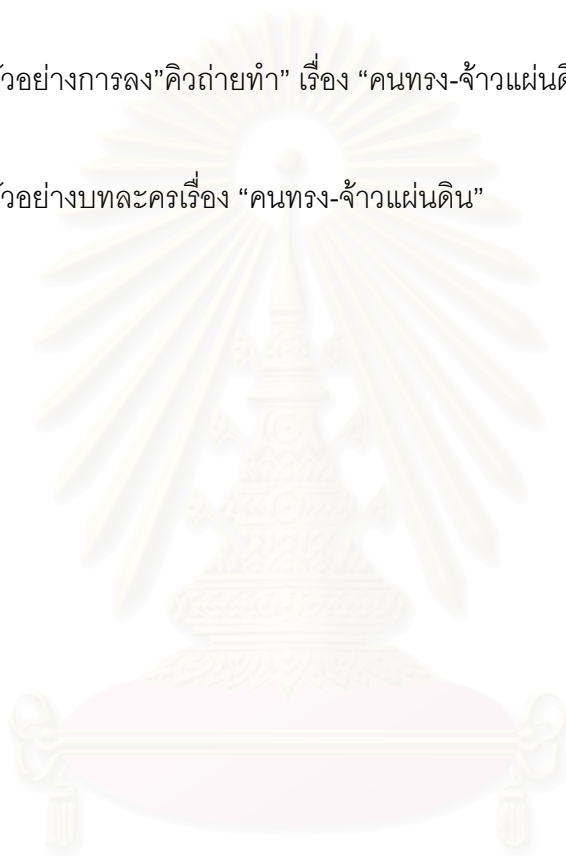 ตัวอย่างการลง”คิวถ่ายทำ” เรื่อง “คนทรง-จ้าวแผ่นดิ
ตัวอย่างบทละครเรื่อง “คนทรง-จ้าวแผ่นดิน”